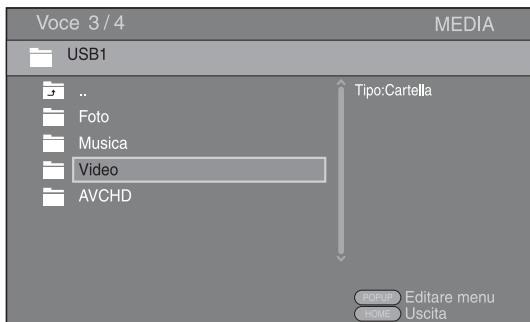 Voce 3 / 4 MEDIA
USB1
..
Tipo:Cartella
Foto
Musica
Video
AVCHD
POPUP Editare menu
HOME Uscita